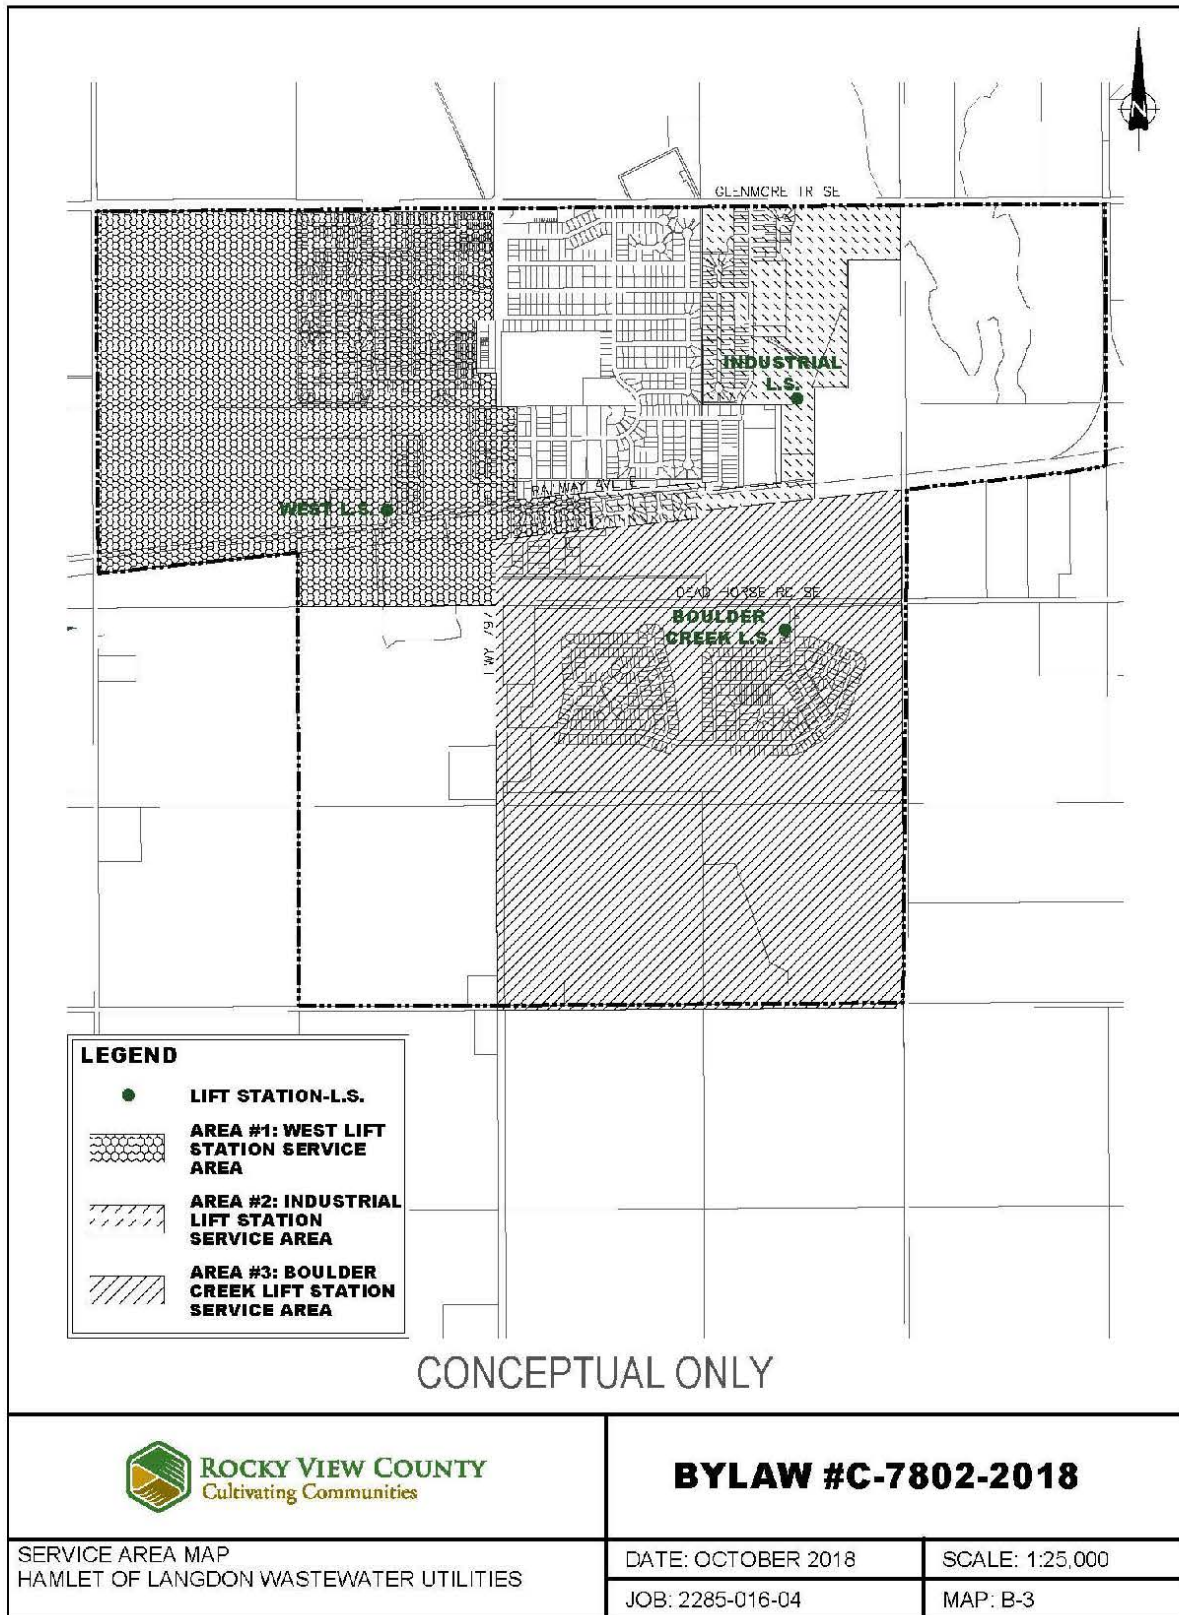 N
GLENMORE TR SE
INDUSTRIAL
L.S.
RAILWAY AVE E
WEST L.S.
DEAD HORSE RD SE
BOULDER
CREEK L.S.
HWY 797
LEGEND
LIFT STATION-L.S.
AREA #1: WEST LIFT
STATION SERVICE
AREA
AREA #2: INDUSTRIAL
LIFT STATION
SERVICE AREA
AREA #3: BOULDER
CREEK LIFT STATION
SERVICE AREA
CONCEPTUAL ONLY
ROCKY VIEW COUNTY
Cultivating Communities
BYLAW #C-7802-2018
SERVICE AREA MAP
HAMLET OF LANGDON WASTEWATER UTILITIES
DATE: OCTOBER 2018
SCALE: 1:25,000
JOB: 2285-016-04
MAP: B-3